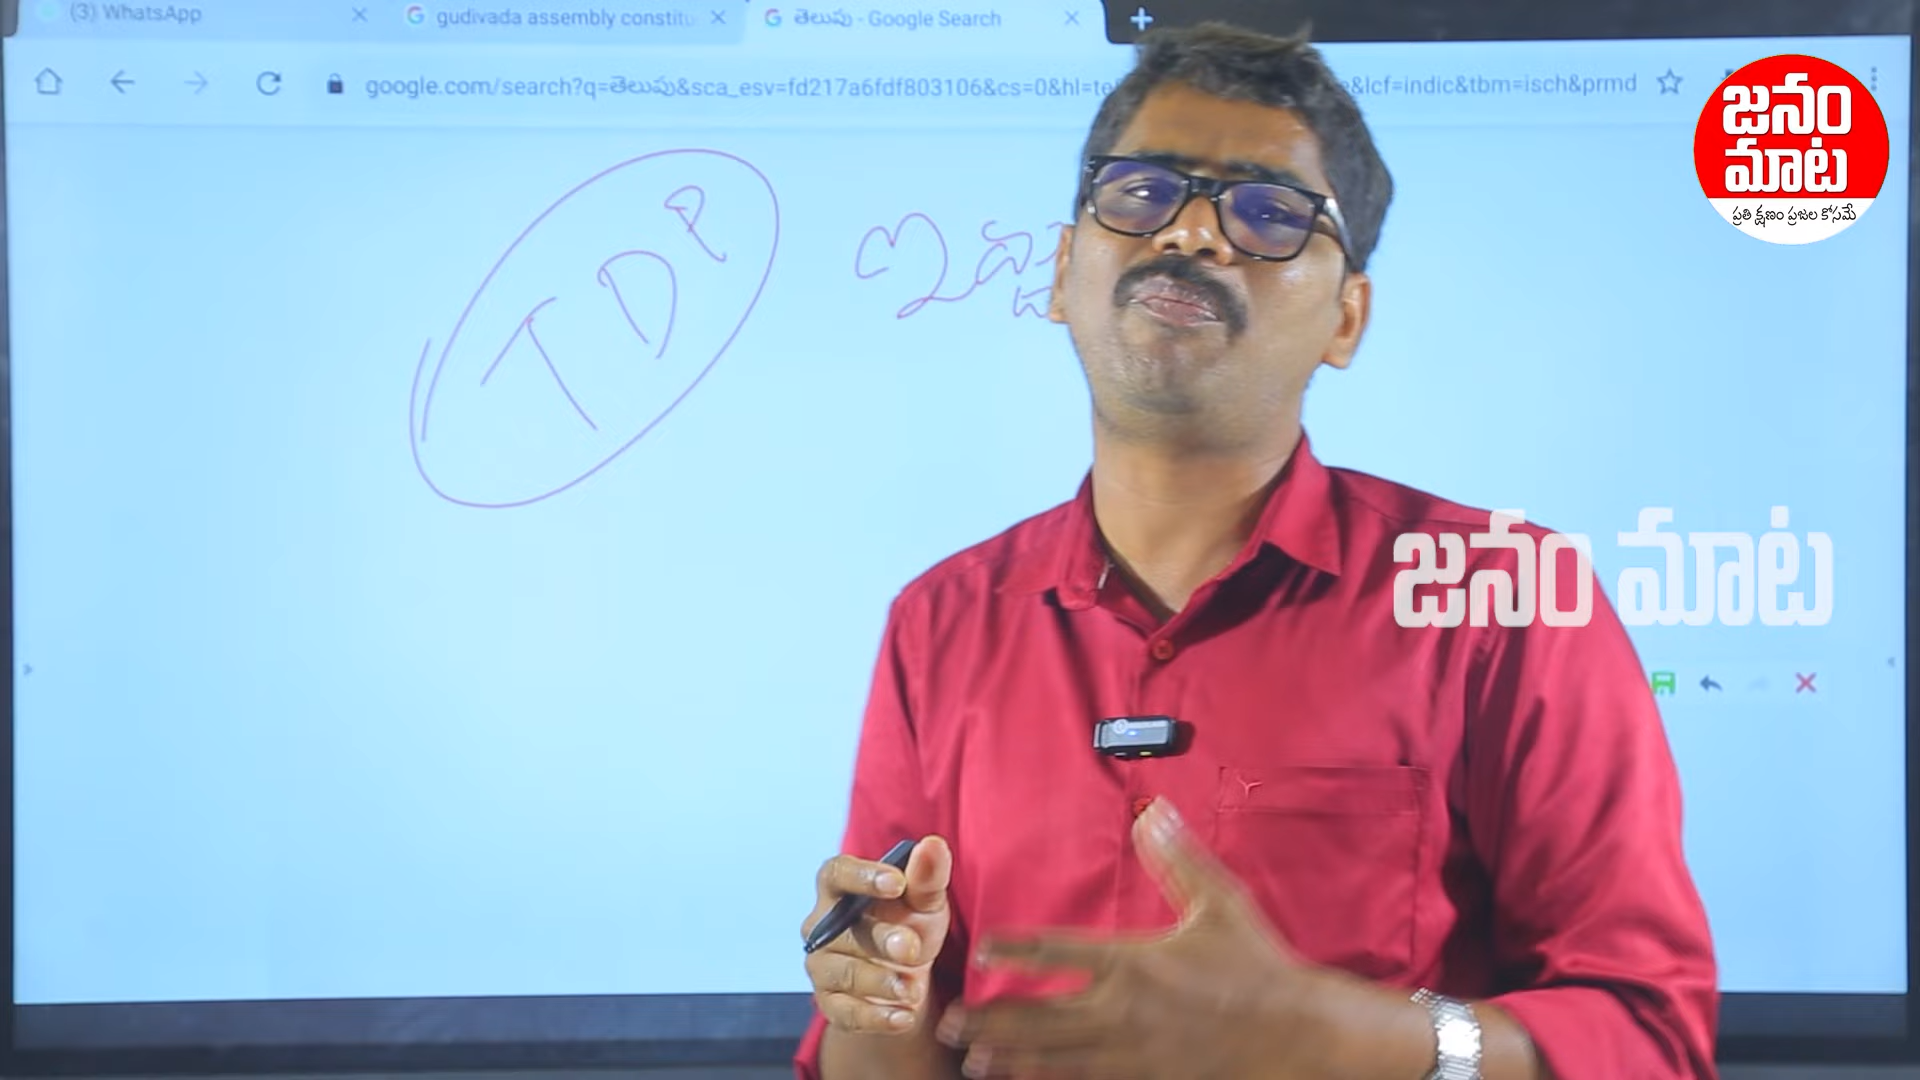 (3) WhatsApp
gudivada assembly constitu
తెలుపు - Google Search
google.com/search?q=తెలుపు&sca_esv=fd217a6fdf803106&cs=0&hl=te
e&lcf=indic&tbm=isch&prmd
జనం
మాట
ప్రతి క్షణం ప్రజల కోసమే
TDP
జనం మాట